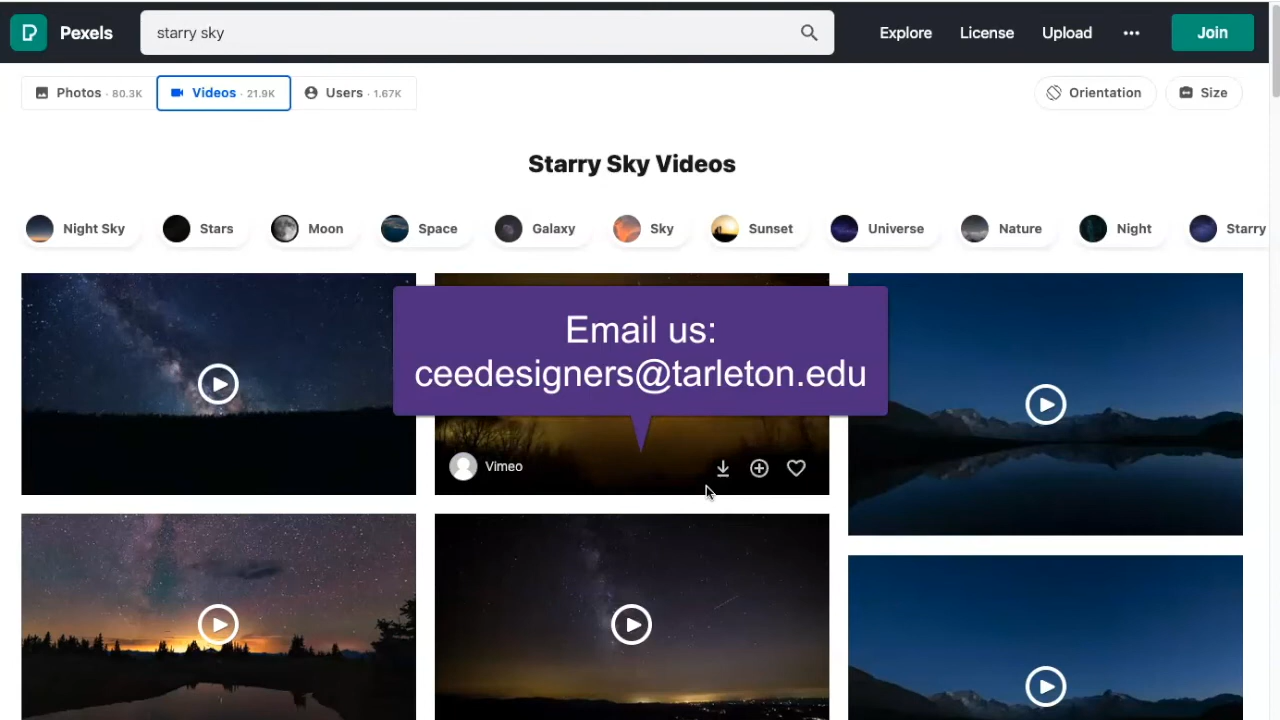 Pexels
starry sky
Explore
License
Upload
Join
Photos · 80.3K
Videos · 21.9K
Users · 1.67K
Orientation
Size
Starry Sky Videos
Night Sky
Stars
Moon
Space
Galaxy
Sky
Sunset
Universe
Nature
Night
Starry
Email us:
ceedesigners@tarleton.edu
Vimeo